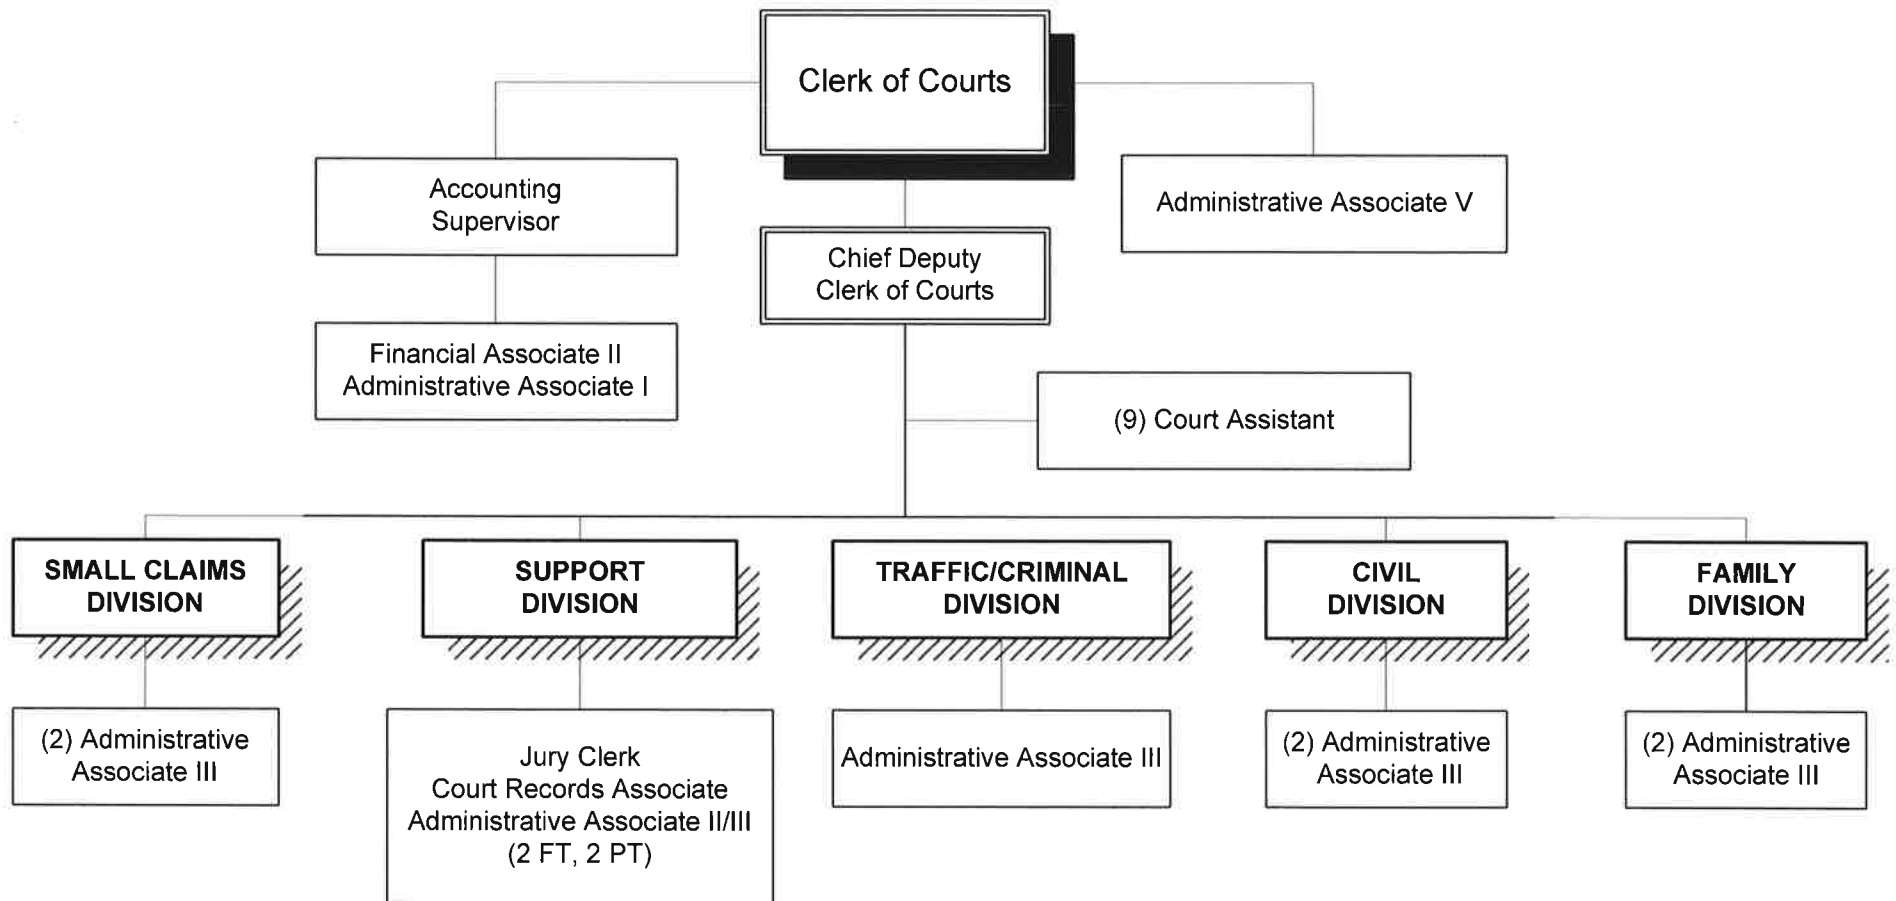 Clerk of Courts
Accounting
Supervisor
Administrative Associate V
Chief Deputy
Clerk of Courts
Financial Associate II
Administrative Associate I
(9) Court Assistant
SMALL CLAIMS
DIVISION
SUPPORT
DIVISION
TRAFFIC/CRIMINAL
DIVISION
CIVIL
DIVISION
FAMILY
DIVISION
(2) Administrative
Associate III
Jury Clerk
Court Records Associate
Administrative Associate II/III
(2 FT, 2 PT)
Administrative Associate III
(2) Administrative
Associate III
(2) Administrative
Associate III